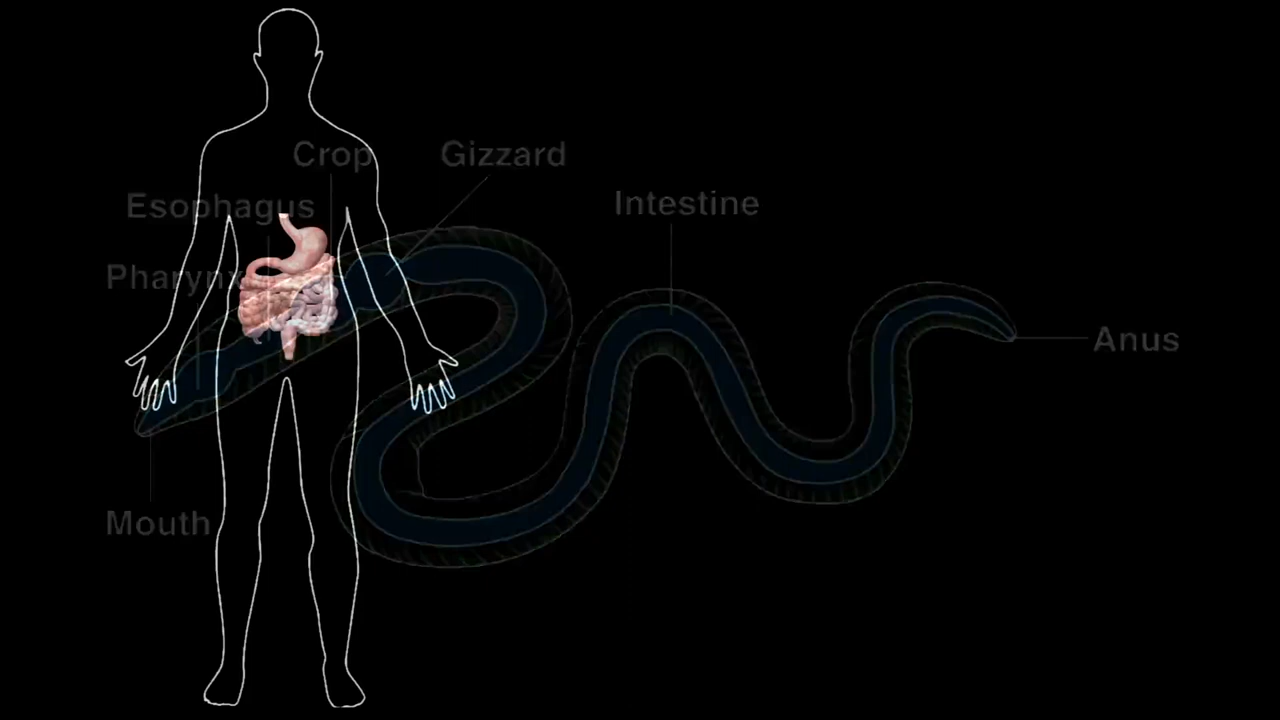 Crop
Gizzard
Esophagus
Intestine
Pharynx
Anus
Mouth